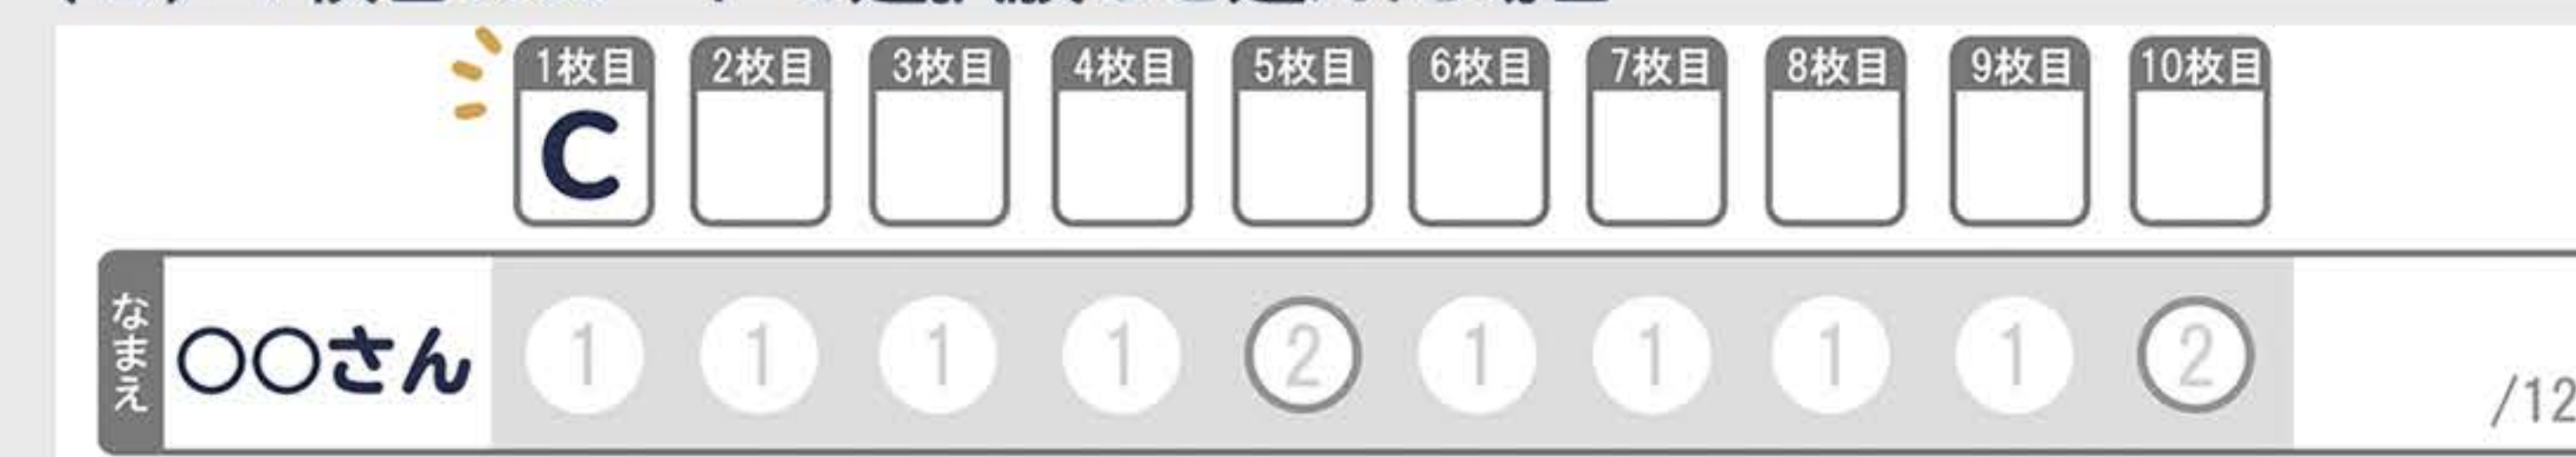 1枚目 2枚目 3枚目 4枚目 5枚目 6枚目 7枚目 8枚目 9枚目 10枚目
C
なまえ ○○さん 1 1 1 1 2 1 1 1 1 2 /12